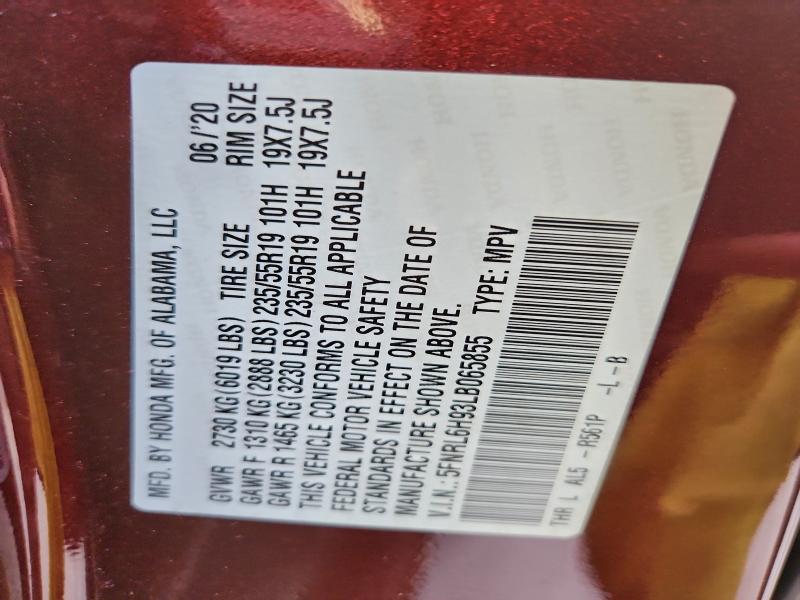 MFD. BY HONDA MFG. OF ALABAMA, LLC 06/'20
GVWR 2730 KG (6019 LBS) TIRE SIZE RIM SIZE
GAWR F 1310 KG (2888 LBS) 235/55R19 101H 19X7.5J
GAWR R 1465 KG (3230 LBS) 235/55R19 101H 19X7.5J
THIS VEHICLE CONFORMS TO ALL APPLICABLE
FEDERAL MOTOR VEHICLE SAFETY
STANDARDS IN EFFECT ON THE DATE OF
MANUFACTURE SHOWN ABOVE.
V.I.N.: 5FNRL6H93LB065855 TYPE: MPV
THR L AL5 -R561P -L -B